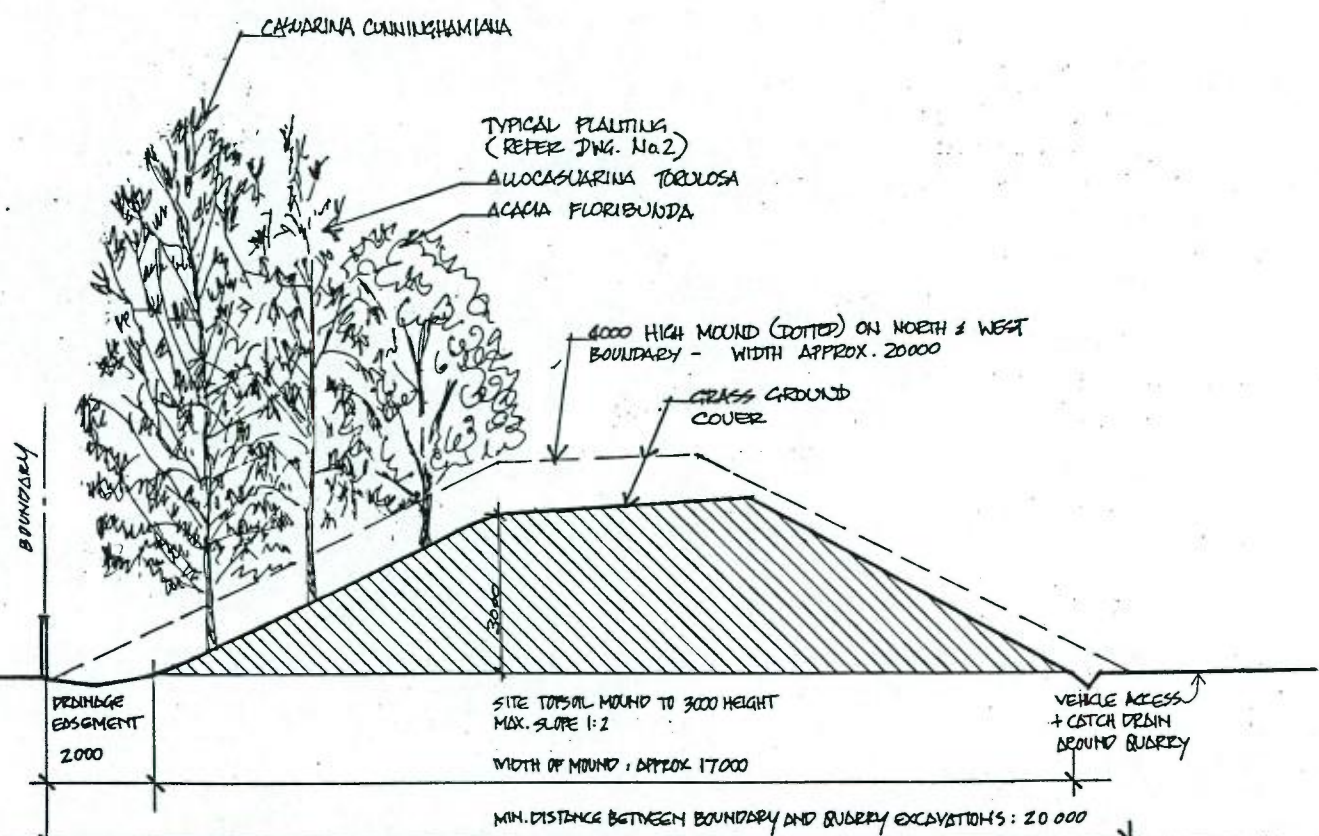 CASUARINA CUNNINGHAMIANA
TYPICAL PLANTING
(REFER DWG. No.2)
ALLOCASUARINA TORULOSA
ACACIA FLORIBUNDA
4000 HIGH MOUND (DOTTED) ON NORTH & WEST
BOUNDARY - WIDTH APPROX. 20000
GRASS GROUND
COVER
BOUNDARY
3000
DRAINAGE
EASEMENT
2000
SITE TOPSOIL MOUND TO 3000 HEIGHT
MAX. SLOPE 1:2
VEHICLE ACCESS
+ CATCH DRAIN
AROUND QUARRY
WIDTH OF MOUND : APPROX 17000
MIN. DISTANCE BETWEEN BOUNDARY AND QUARRY EXCAVATIONS : 20 000